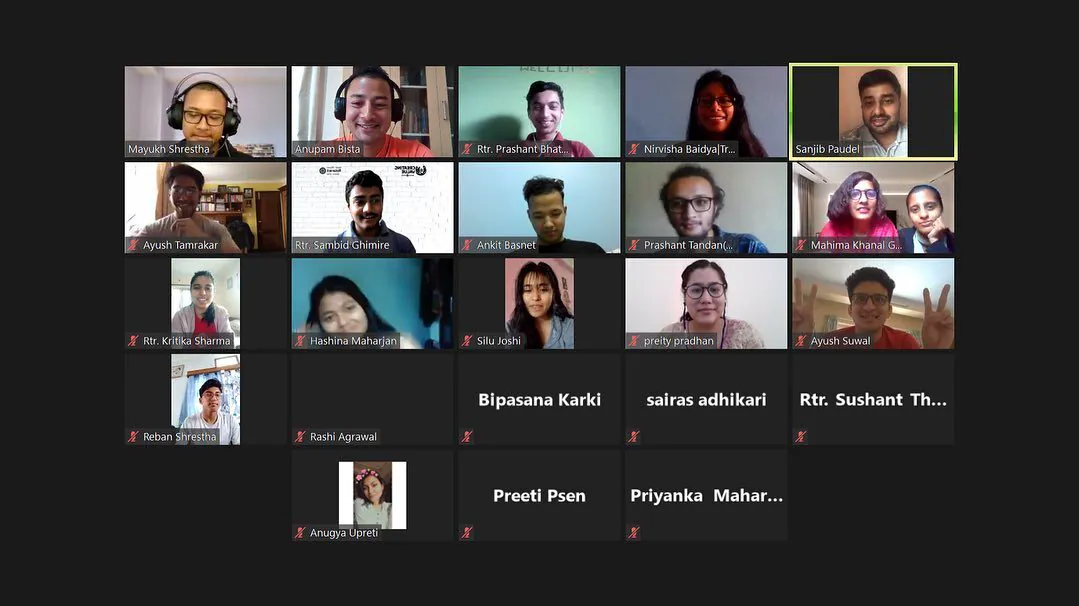 Mayukh Shrestha
Anupam Bista
Rtr. Prashant Bhat...
Nirvisha Baidya|Tr...
Sanjib Paudel
Ayush Tamrakar
Rtr. Sambid Ghimire
Ankit Basnet
Prashant Tandan(...
Mahima Khanal G...
Rtr. Kritika Sharma
Hashina Maharjan
Silu Joshi
preity pradhan
Ayush Suwal
Reban Shrestha
Rashi Agrawal
Bipasana Karki
sairas adhikari
Rtr. Sushant Th...
Anugya Upreti
Preeti Psen
Priyanka Mahar...